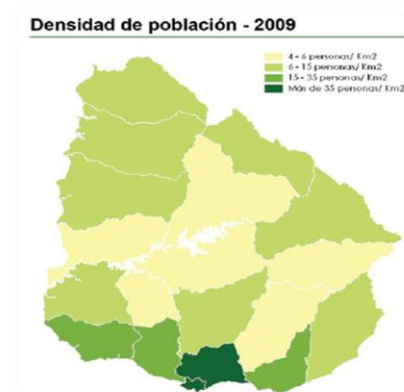 Densidad de población - 2009
4 - 6 personas/ Km2
6 - 15 personas/ Km2
15 - 35 personas/ Km2
Más de 35 personas/ Km2